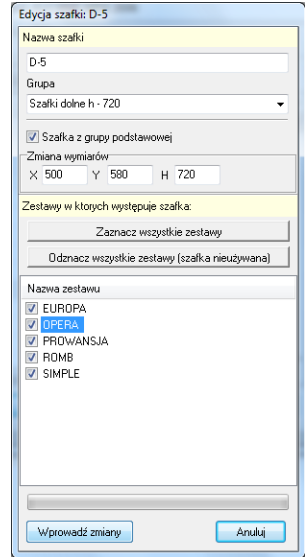 Edycja szafki: D-5
Nazwa szafki
D-5
Grupa
Szafki dolne h - 720
Szafka z grupy podstawowej
Zmiana wymiarów
X 500 Y 580 H 720
Zestawy w ktorych występuje szafka:
Zaznacz wszystkie zestawy
Odznacz wszystkie zestawy (szafka nieużywana)
Nazwa zestawu
EUROPA
OPERA
PROWANSJA
ROMB
SIMPLE
Wprowadź zmiany Anuluj